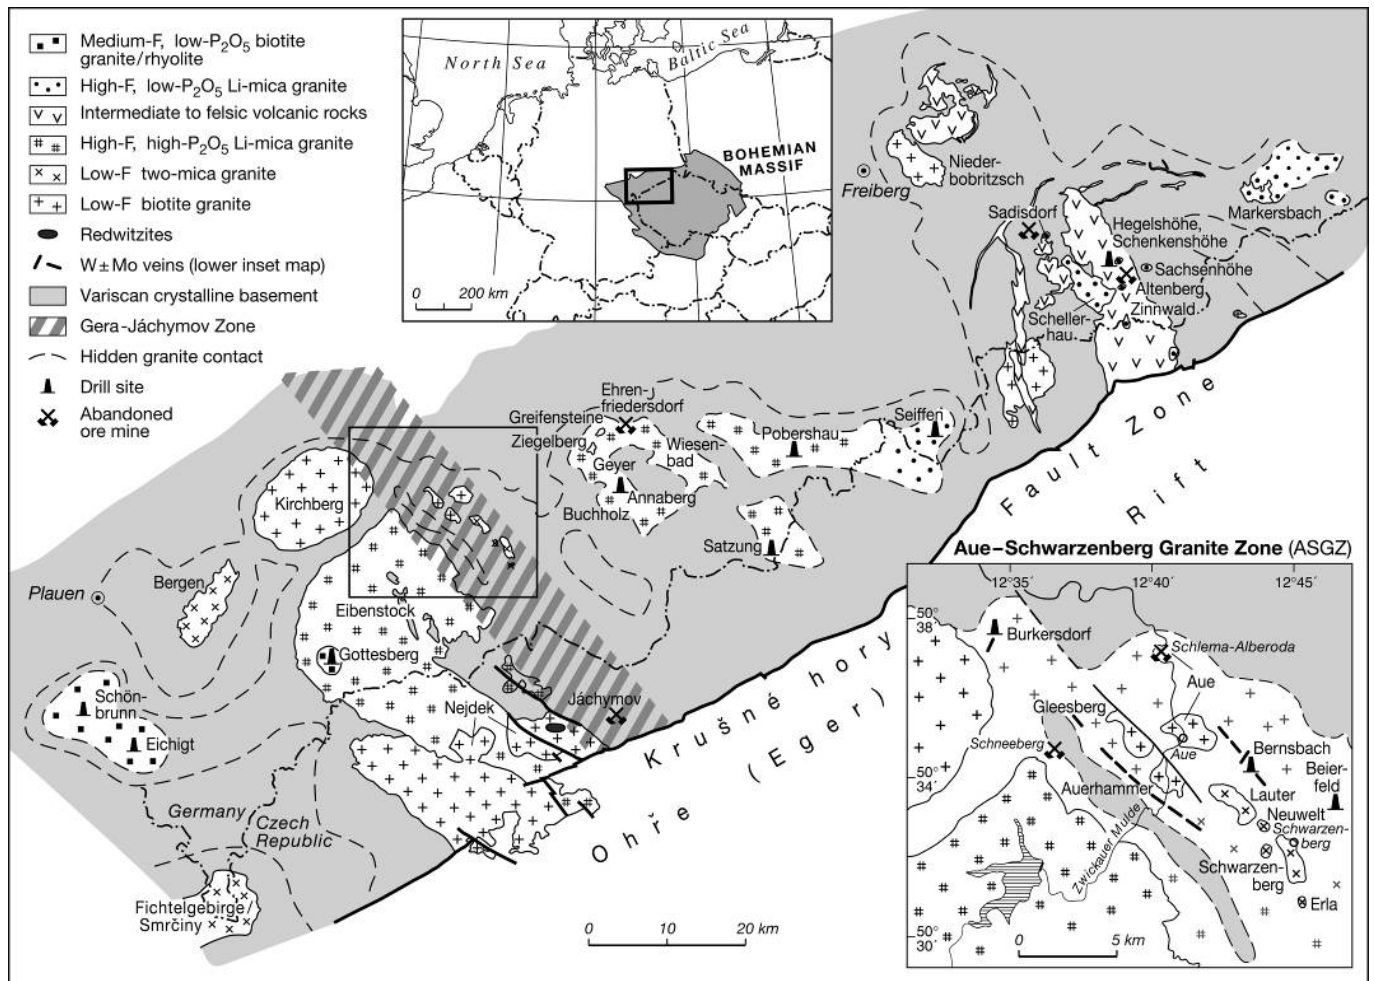 Medium-F, low-P2O5 biotite
granite/rhyolite
High-F, low-P2O5 Li-mica granite
Intermediate to felsic volcanic rocks
High-F, high-P2O5 Li-mica granite
Low-F two-mica granite
Low-F biotite granite
Redwitzites
W±Mo veins (lower inset map)
Variscan crystalline basement
Gera-Jáchymov Zone
Hidden granite contact
Drill site
Abandoned
ore mine
North Sea
Baltic Sea
BOHEMIAN
MASSIF
0 200 km
Nieder-
bobritzsch
Freiberg
Markersbach
Sadisdorf
Hegelshöhe,
Schenkenshöhe
Sachsenhöhe
Altenberg
Zinnwald
Scheller-
hau
Ehren-
friedersdorf
Greifensteine
Ziegelberg
Wiesen-
bad
Geyer
Annaberg
Buchholz
Pobershau
Seiffen
Satzung
Kirchberg
Bergen
Plauen
Eibenstock
Gottesberg
Schön-
brunn
Eichigt
Nejdek
Jáchymov
Germany
Czech
Republic
Fichtelgebirge/
Smrčiny
Krušné hory Fault Zone
Ohře (Eger) Rift
0 10 20 km
Aue–Schwarzenberg Granite Zone (ASGZ)
12°35´ 12°40´ 12°45´
50°
38´
Burkersdorf
Schlema-Alberoda
Aue
Gleesberg
Schneeberg
Aue
Bernsbach
Beier-
feld
50°
34´
Auerhammer
Lauter
Neuwelt
Schwarzen-
berg
Zwickauer Mulde
Schwarzen-
berg
Erla
50°
30´
0 5 km